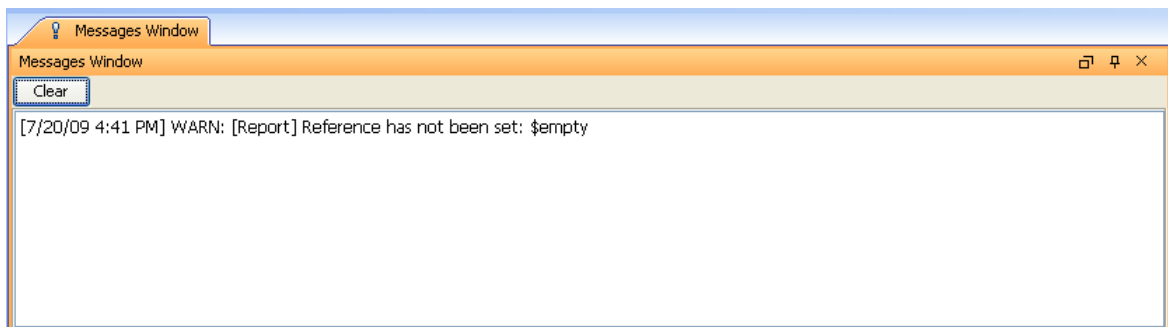 Messages Window
Messages Window
Clear
[7/20/09 4:41 PM] WARN: [Report] Reference has not been set: $empty